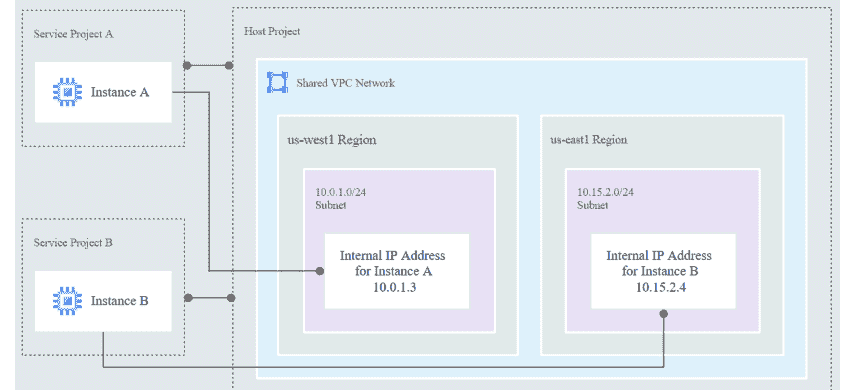 Service Project A
Instance A
Host Project
Shared VPC Network
us-west1 Region
us-east1 Region
10.0.1.0/24
Subnet
10.15.2.0/24
Subnet
Service Project B
Instance B
Internal IP Address
for Instance A
10.0.1.3
Internal IP Address
for Instance B
10.15.2.4